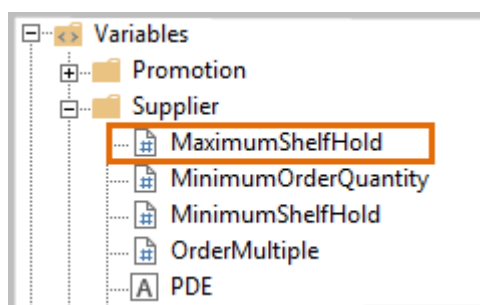 Variables
Promotion
Supplier
MaximumShelfHold
MinimumOrderQuantity
MinimumShelfHold
OrderMultiple
A PDE